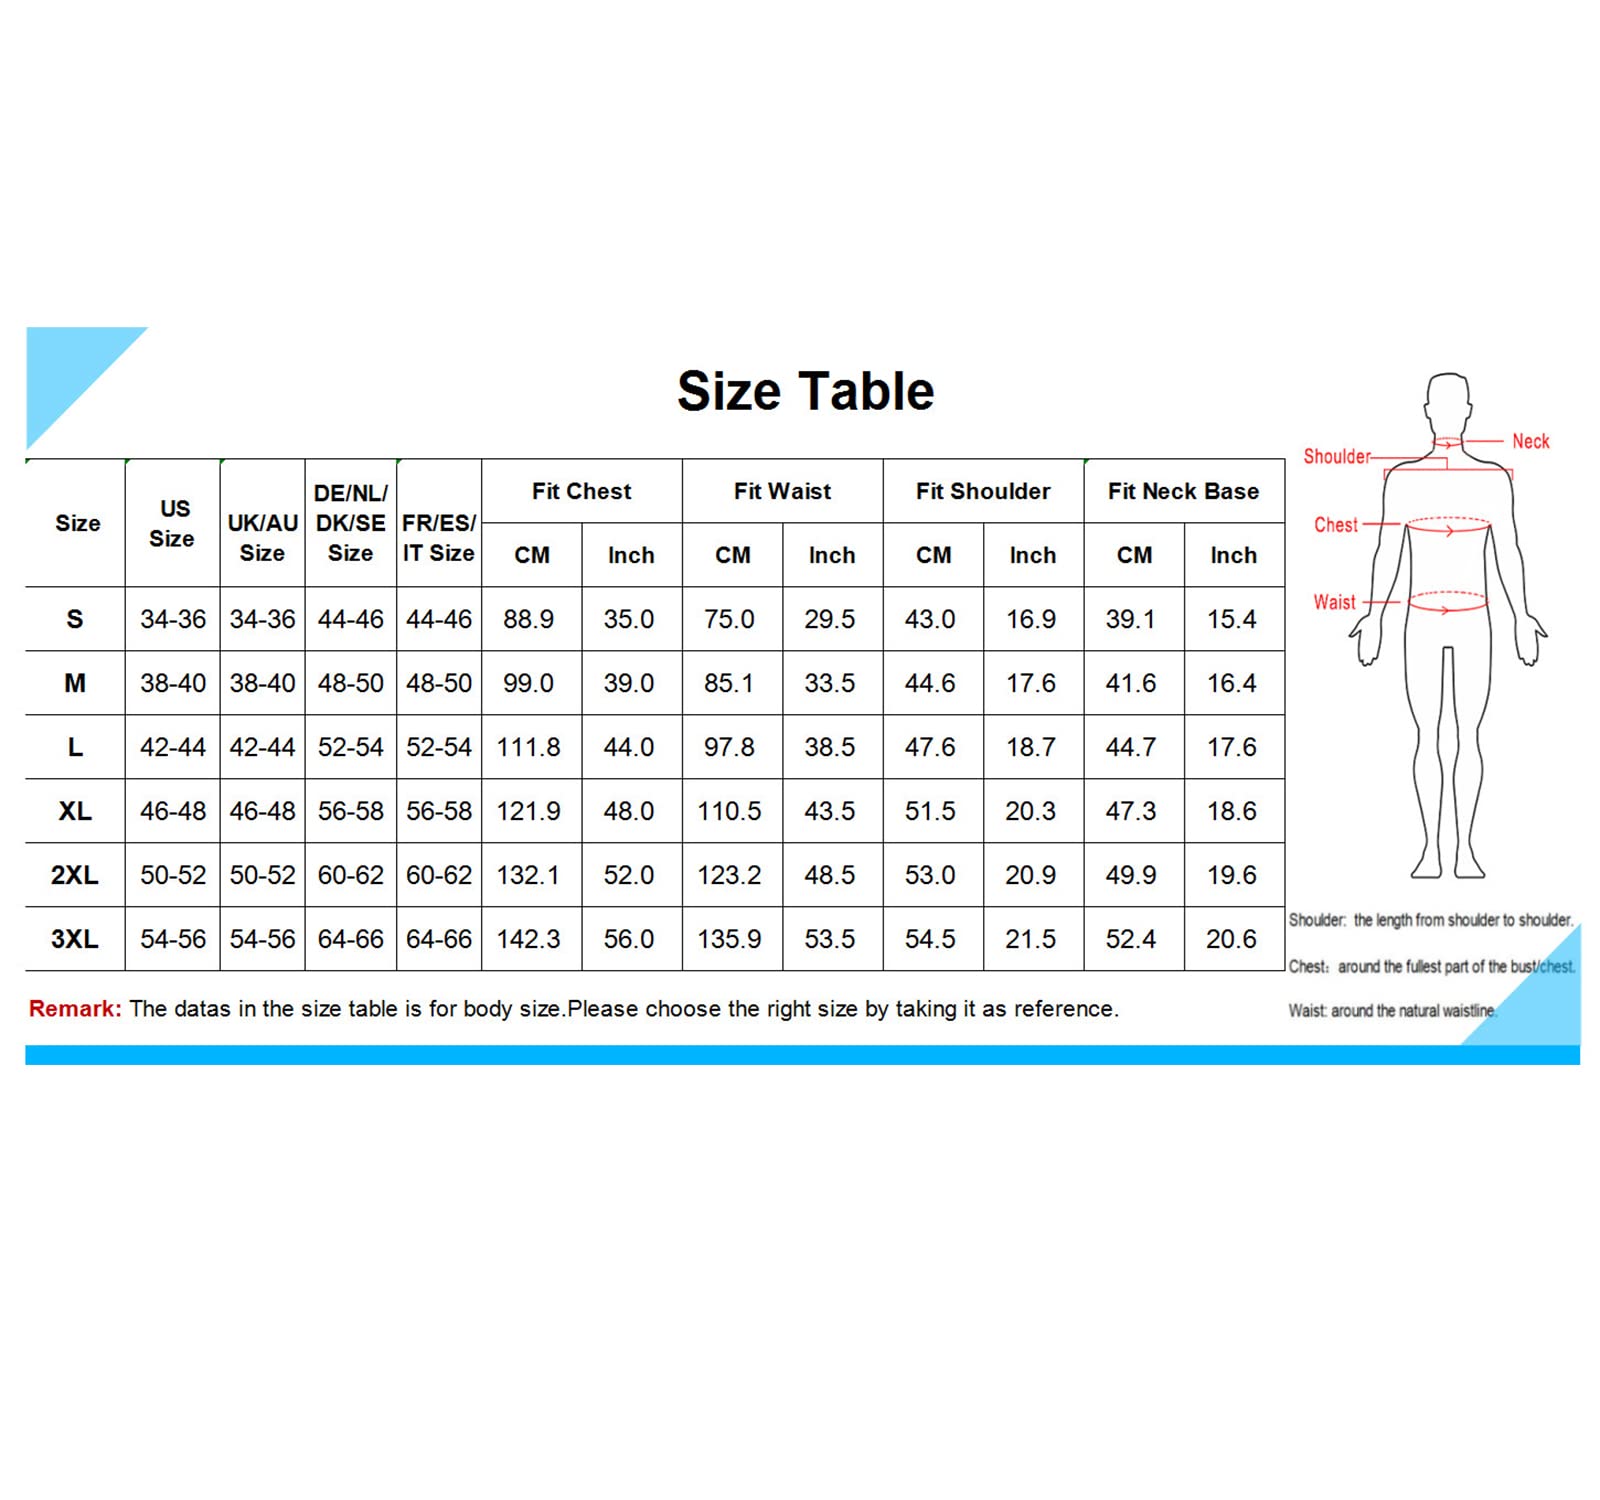 Size Table
Size US Size UK/AU Size DE/NL/DK/SE Size FR/ES/IT Size Fit Chest Fit Waist Fit Shoulder Fit Neck Base
CM Inch CM Inch CM Inch CM Inch
S 34-36 34-36 44-46 44-46 88.9 35.0 75.0 29.5 43.0 16.9 39.1 15.4
M 38-40 38-40 48-50 48-50 99.0 39.0 85.1 33.5 44.6 17.6 41.6 16.4
L 42-44 42-44 52-54 52-54 111.8 44.0 97.8 38.5 47.6 18.7 44.7 17.6
XL 46-48 46-48 56-58 56-58 121.9 48.0 110.5 43.5 51.5 20.3 47.3 18.6
2XL 50-52 50-52 60-62 60-62 132.1 52.0 123.2 48.5 53.0 20.9 49.9 19.6
3XL 54-56 54-56 64-66 64-66 142.3 56.0 135.9 53.5 54.5 21.5 52.4 20.6
Remark: The datas in the size table is for body size.Please choose the right size by taking it as reference.
Neck
Shoulder
Chest
Waist
Shoulder: the length from shoulder to shoulder.
Chest: around the fullest part of the bust/chest.
Waist: around the natural waistline.